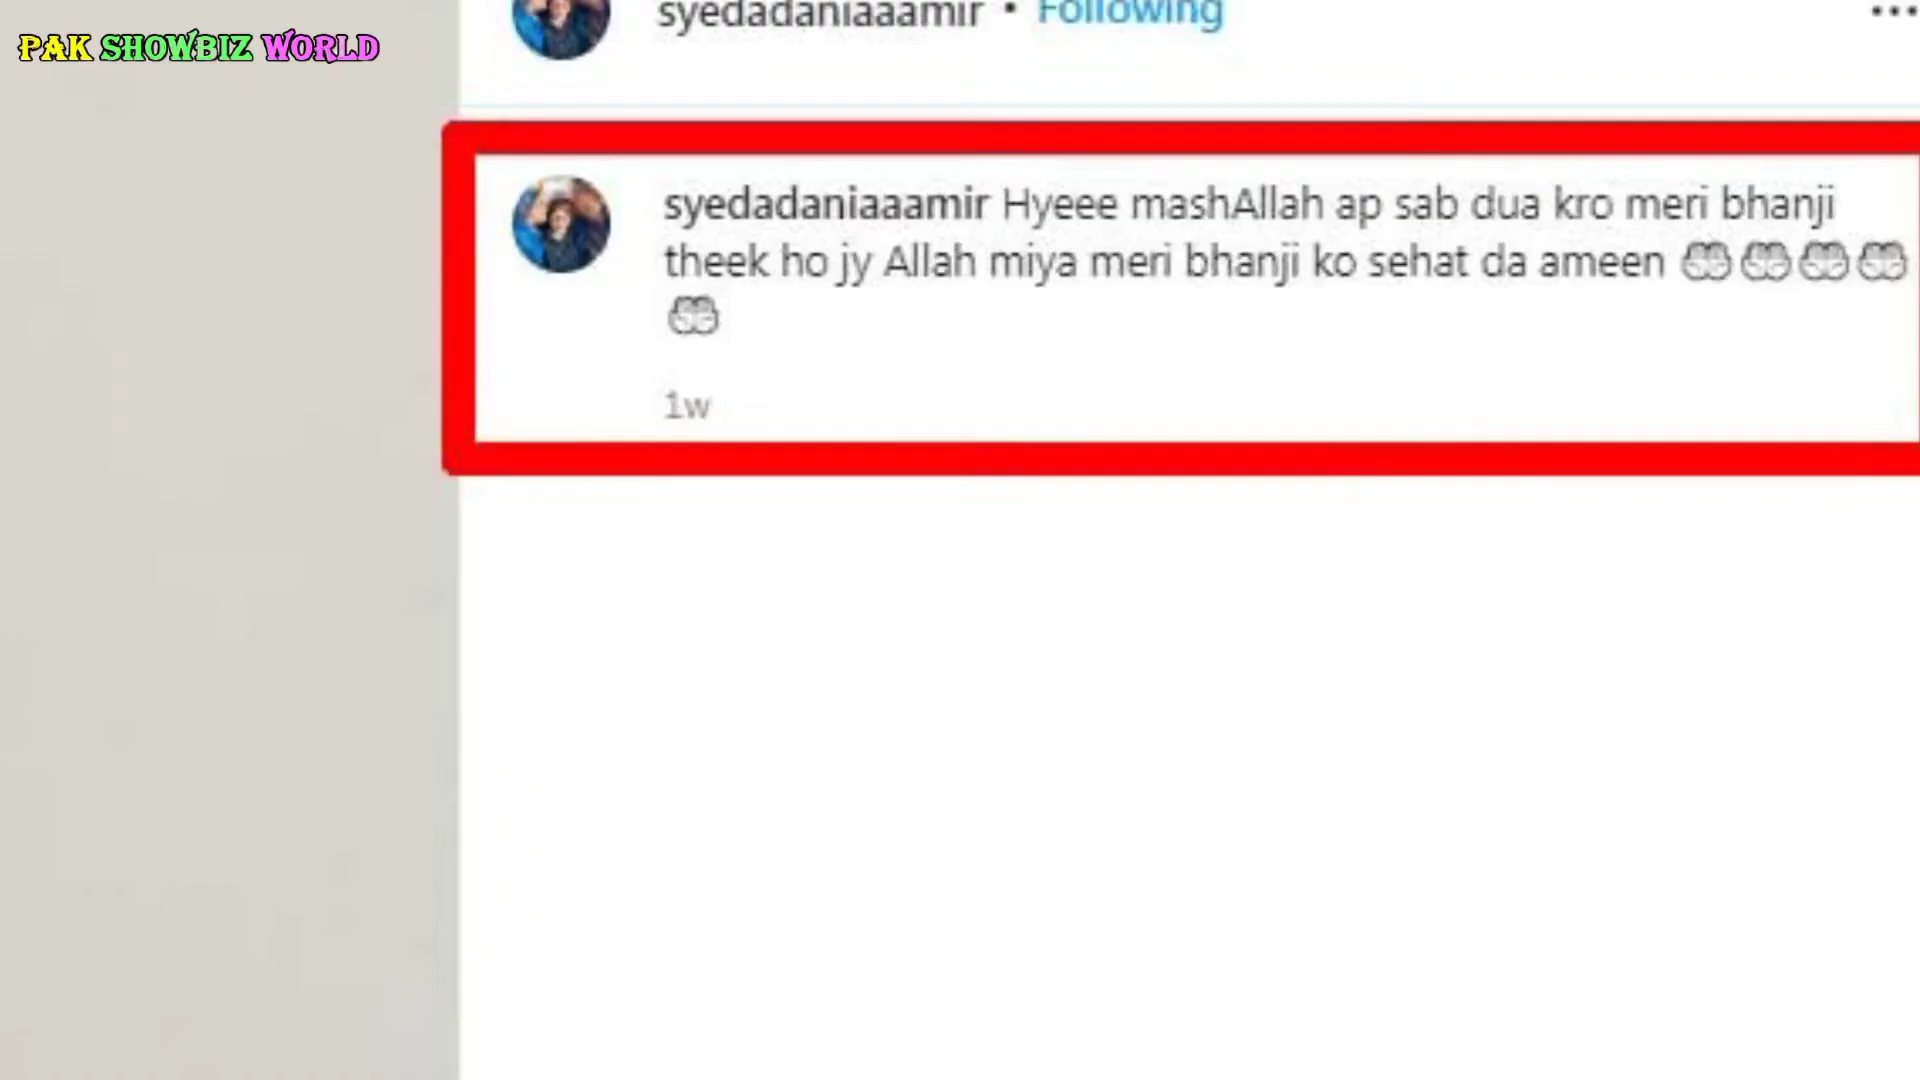 PAK SHOWBIZ WORLD
syedadaniaaamir • Following
syedadaniaaamir Hyeee mashAllah ap sab dua kro meri bhanji
theek ho jy Allah miya meri bhanji ko sehat da ameen 🤲🤲🤲🤲
🤲
1w